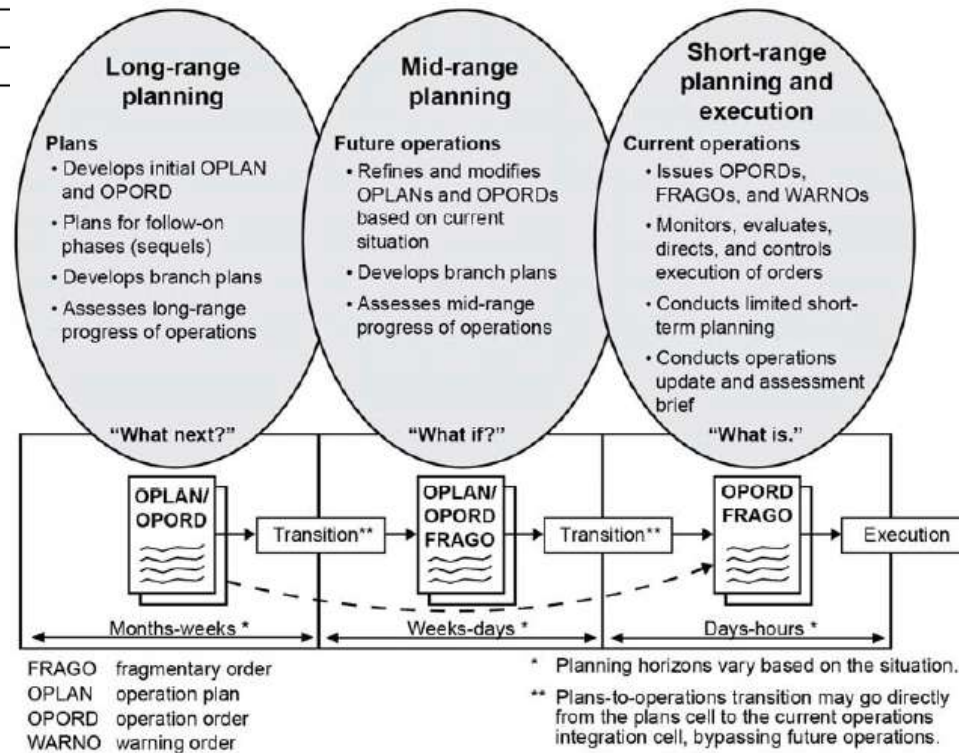 Long-range
planning
Plans
• Develops initial OPLAN
and OPORD
• Plans for follow-on
phases (sequels)
• Develops branch plans
• Assesses long-range
progress of operations
"What next?"
Mid-range
planning
Future operations
• Refines and modifies
OPLANs and OPORDs
based on current
situation
• Develops branch plans
• Assesses mid-range
progress of operations
"What if?"
Short-range
planning and
execution
Current operations
• Issues OPORDs,
FRAGOs, and WARNOs
• Monitors, evaluates,
directs, and controls
execution of orders
• Conducts limited short-
term planning
• Conducts operations
update and assessment
brief
"What is."
OPLAN/
OPORD
Transition**
OPLAN/
OPORD
FRAGO
Transition**
OPORD
FRAGO
Execution
Months-weeks *
Weeks-days *
Days-hours *
FRAGO fragmentary order
OPLAN operation plan
OPORD operation order
WARNO warning order
* Planning horizons vary based on the situation.
** Plans-to-operations transition may go directly
from the plans cell to the current operations
integration cell, bypassing future operations.